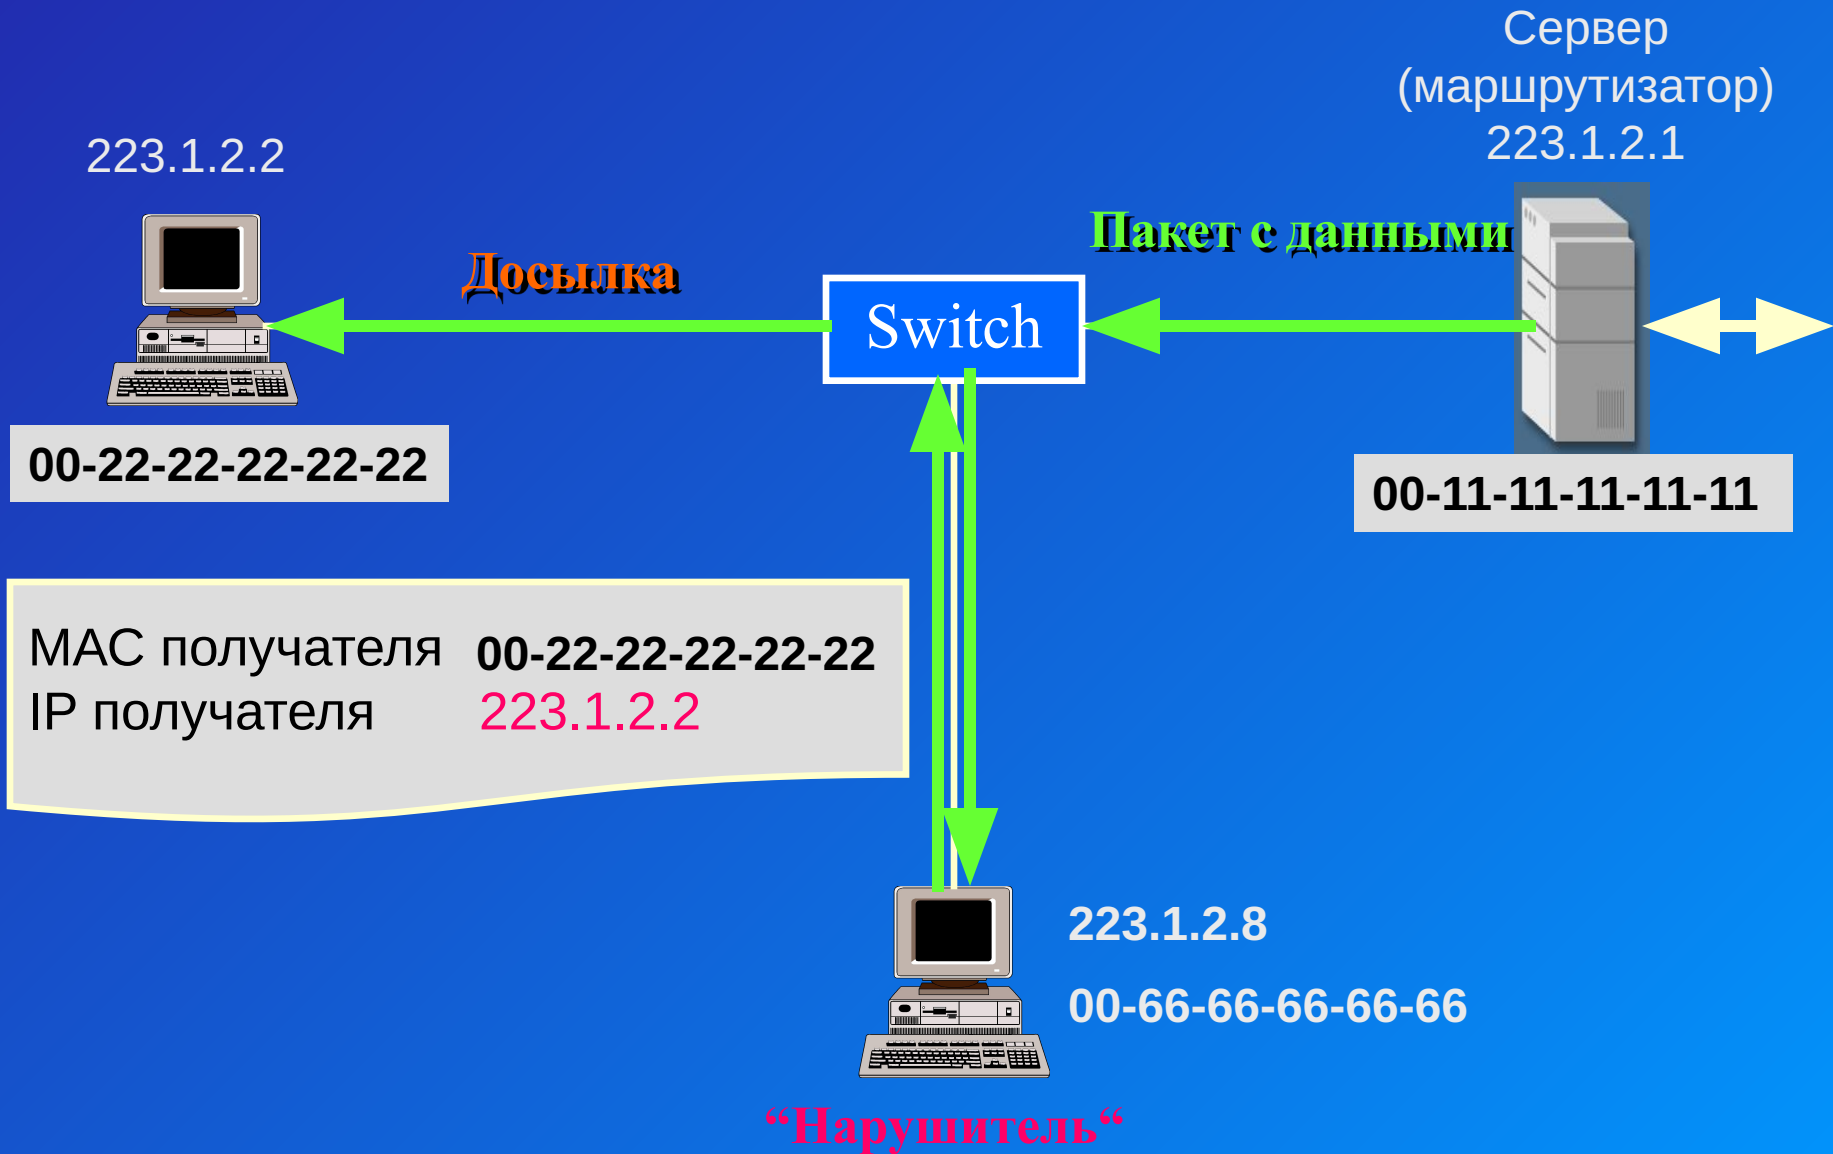 Сервер
(маршрутизатор)
223.1.2.1
223.1.2.2
Пакет с данными
Досылка
Switch
00-22-22-22-22-22
00-11-11-11-11-11
MAC получателя 00-22-22-22-22-22
IP получателя 223.1.2.2
223.1.2.8
00-66-66-66-66-66
“Нарушитель“